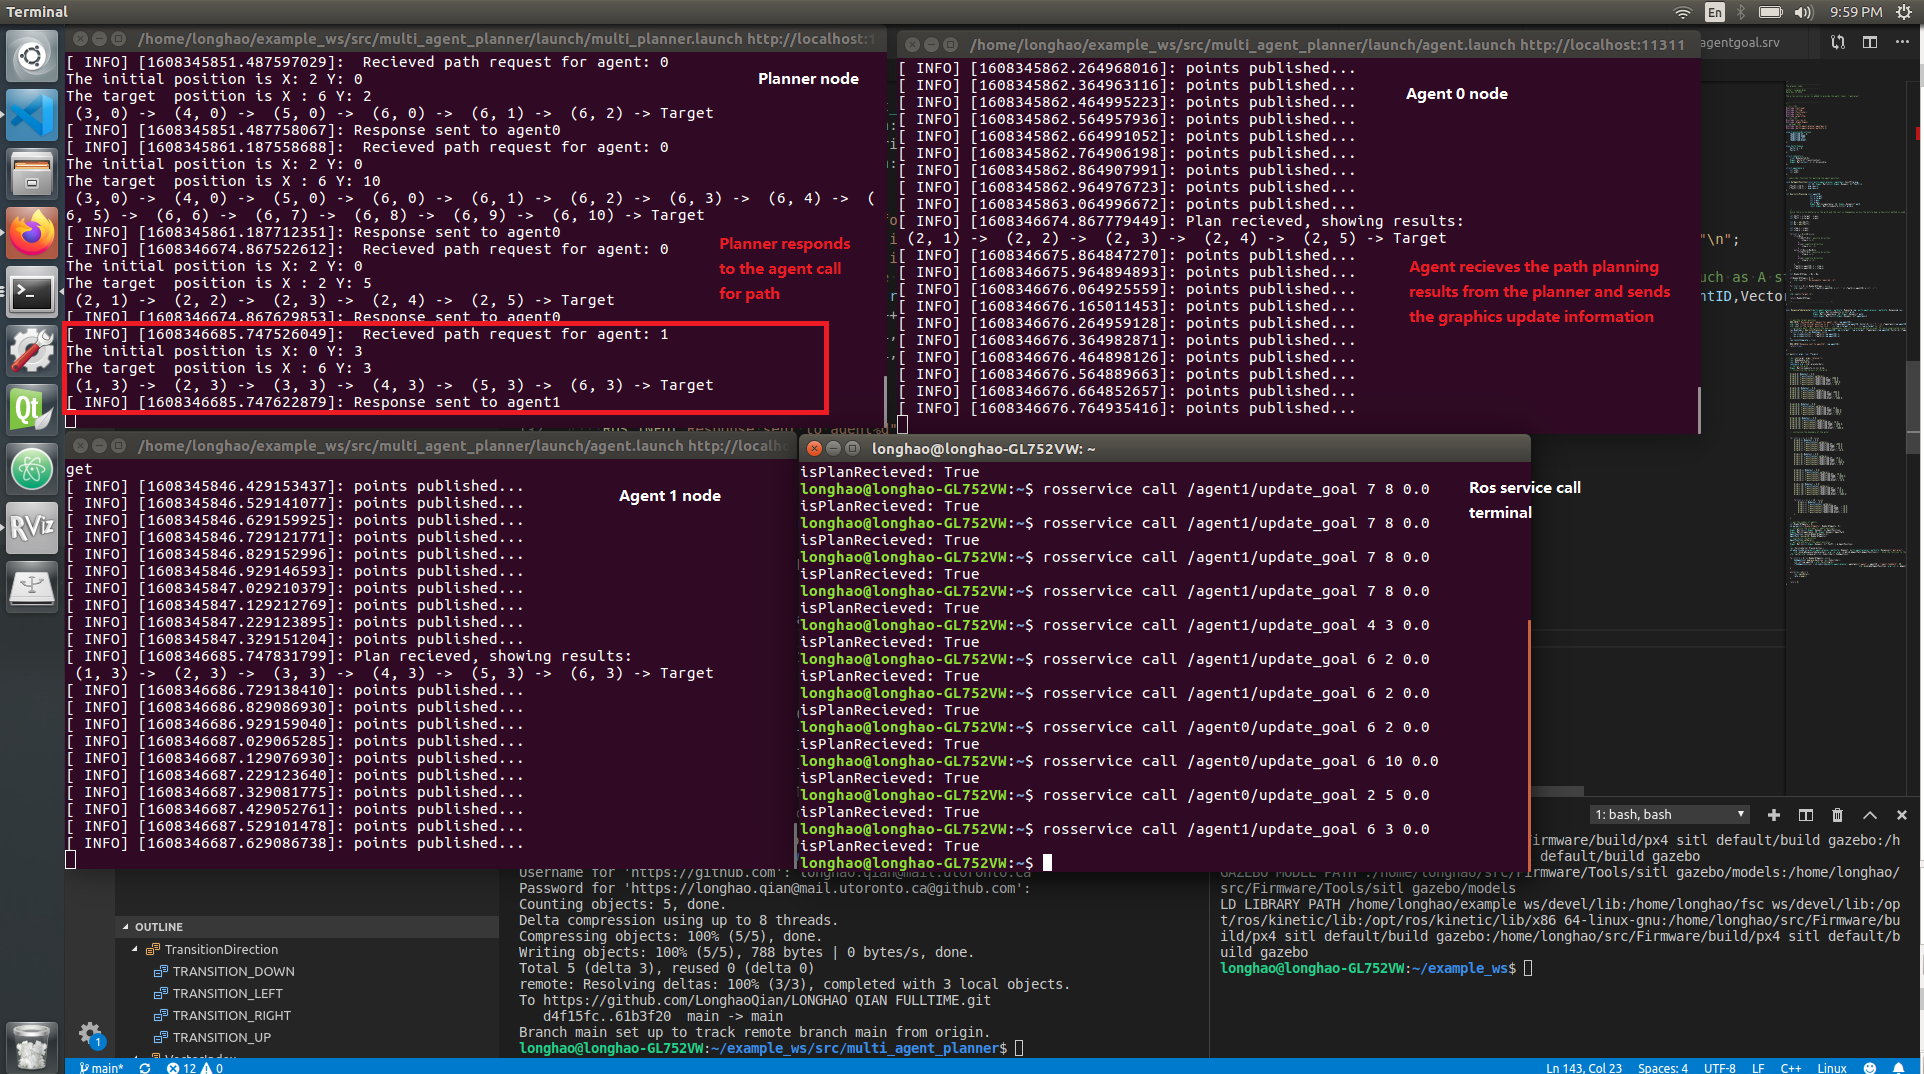 Terminal
En
9:59 PM
/home/longhao/example_ws/src/multi_agent_planner/launch/multi_planner.launch http://localhost:1
[ INFO] [1608345851.487597029]:  Recieved path request for agent: 0
The initial position is X: 2 Y: 0
The target  position is X : 6 Y: 2
(3, 0) ->  (4, 0) ->  (5, 0) ->  (6, 0) ->  (6, 1) ->  (6, 2) -> Target
[ INFO] [1608345851.487758067]: Response sent to agent0
[ INFO] [1608345861.187558688]:  Recieved path request for agent: 0
The initial position is X: 2 Y: 0
The target  position is X : 6 Y: 10
(3, 0) ->  (4, 0) ->  (5, 0) ->  (6, 0) ->  (6, 1) ->  (6, 2) ->  (6, 3) ->  (6, 4) ->  (
6, 5) ->  (6, 6) ->  (6, 7) ->  (6, 8) ->  (6, 9) ->  (6, 10) -> Target
[ INFO] [1608345861.187712351]: Response sent to agent0
[ INFO] [1608346674.867522612]:  Recieved path request for agent: 0
The initial position is X: 2 Y: 0
The target  position is X : 2 Y: 5
(2, 1) ->  (2, 2) ->  (2, 3) ->  (2, 4) ->  (2, 5) -> Target
[ INFO] [1608346674.867629853]: Response sent to agent0
[ INFO] [1608346685.747526049]:  Recieved path request for agent: 1
The initial position is X: 0 Y: 3
The target  position is X : 6 Y: 3
(1, 3) ->  (2, 3) ->  (3, 3) ->  (4, 3) ->  (5, 3) ->  (6, 3) -> Target
[ INFO] [1608346685.747622879]: Response sent to agent1
Planner node
Planner responds
to the agent call
for path
/home/longhao/example_ws/src/multi_agent_planner/launch/agent.launch http://localhost:11311
[ INFO] [1608345862.264968016]: points published...
[ INFO] [1608345862.364963116]: points published...
[ INFO] [1608345862.464995223]: points published...
[ INFO] [1608345862.564957936]: points published...
[ INFO] [1608345862.664991052]: points published...
[ INFO] [1608345862.764906198]: points published...
[ INFO] [1608345862.864907991]: points published...
[ INFO] [1608345862.964976723]: points published...
[ INFO] [1608345863.064996672]: points published...
[ INFO] [1608346674.867779449]: Plan recieved, showing results:
(2, 1) ->  (2, 2) ->  (2, 3) ->  (2, 4) ->  (2, 5) -> Target
[ INFO] [1608346675.864847270]: points published...
[ INFO] [1608346675.964894893]: points published...
[ INFO] [1608346676.064925559]: points published...
[ INFO] [1608346676.165011453]: points published...
[ INFO] [1608346676.264959128]: points published...
[ INFO] [1608346676.364982871]: points published...
[ INFO] [1608346676.464898126]: points published...
[ INFO] [1608346676.564889663]: points published...
[ INFO] [1608346676.664852657]: points published...
[ INFO] [1608346676.764935416]: points published...
Agent 0 node
Agent recieves the path planning
results from the planner and sends
the graphics update information
agentgoal.srv
"\n";
uch as A s
ntID,Vector
/home/longhao/example_ws/src/multi_agent_planner/launch/agent.launch http://localho
get
[ INFO] [1608345846.429153437]: points published...
[ INFO] [1608345846.529141077]: points published...
[ INFO] [1608345846.629159925]: points published...
[ INFO] [1608345846.729121771]: points published...
[ INFO] [1608345846.829152996]: points published...
[ INFO] [1608345846.929146593]: points published...
[ INFO] [1608345847.029210379]: points published...
[ INFO] [1608345847.129212769]: points published...
[ INFO] [1608345847.229123895]: points published...
[ INFO] [1608345847.329151204]: points published...
[ INFO] [1608346685.747831799]: Plan recieved, showing results:
(1, 3) ->  (2, 3) ->  (3, 3) ->  (4, 3) ->  (5, 3) ->  (6, 3) -> Target
[ INFO] [1608346686.729138410]: points published...
[ INFO] [1608346686.829086930]: points published...
[ INFO] [1608346686.929159040]: points published...
[ INFO] [1608346687.029065285]: points published...
[ INFO] [1608346687.129076930]: points published...
[ INFO] [1608346687.229123640]: points published...
[ INFO] [1608346687.329081775]: points published...
[ INFO] [1608346687.429052761]: points published...
[ INFO] [1608346687.529101478]: points published...
[ INFO] [1608346687.629086738]: points published...
Agent 1 node
longhao@longhao-GL752VW: ~
isPlanRecieved: True
longhao@longhao-GL752VW:~$ rosservice call /agent1/update_goal 7 8 0.0
isPlanRecieved: True
longhao@longhao-GL752VW:~$ rosservice call /agent1/update_goal 7 8 0.0
isPlanRecieved: True
longhao@longhao-GL752VW:~$ rosservice call /agent1/update_goal 7 8 0.0
isPlanRecieved: True
longhao@longhao-GL752VW:~$ rosservice call /agent1/update_goal 7 8 0.0
isPlanRecieved: True
longhao@longhao-GL752VW:~$ rosservice call /agent1/update_goal 4 3 0.0
isPlanRecieved: True
longhao@longhao-GL752VW:~$ rosservice call /agent1/update_goal 6 2 0.0
isPlanRecieved: True
longhao@longhao-GL752VW:~$ rosservice call /agent1/update_goal 6 2 0.0
isPlanRecieved: True
longhao@longhao-GL752VW:~$ rosservice call /agent0/update_goal 6 2 0.0
isPlanRecieved: True
longhao@longhao-GL752VW:~$ rosservice call /agent0/update_goal 6 10 0.0
isPlanRecieved: True
longhao@longhao-GL752VW:~$ rosservice call /agent0/update_goal 2 5 0.0
isPlanRecieved: True
longhao@longhao-GL752VW:~$ rosservice call /agent1/update_goal 6 3 0.0
isPlanRecieved: True
longhao@longhao-GL752VW:~$
Ros service call
terminal
Qt
RViz
OUTLINE
TransitionDirection
TRANSITION_DOWN
TRANSITION_LEFT
TRANSITION_RIGHT
TRANSITION_UP
1
Username for 'https://github.com': longhao.qian@mail.utoronto.ca
Password for 'https://longhao.qian@mail.utoronto.ca@github.com':
Counting objects: 5, done.
Delta compression using up to 8 threads.
Compressing objects: 100% (5/5), done.
Writing objects: 100% (5/5), 788 bytes | 0 bytes/s, done.
Total 5 (delta 3), reused 0 (delta 0)
remote: Resolving deltas: 100% (3/3), completed with 3 local objects.
To https://github.com/LonghaoQian/LONGHAO QIAN FULLTIME.git
d4f15fc..61b3f20  main -> main
Branch main set up to track remote branch main from origin.
longhao@longhao-GL752VW:~/example_ws/src/multi_agent_planner$
1: bash, bash
irmware/build/px4 sitl default/build gazebo:/h
default/build gazebo
GAZEBO MODEL PATH :/home/longhao/src/Firmware/Tools/sitl gazebo/models:/home/longhao/
src/Firmware/Tools/sitl gazebo/models
LD LIBRARY PATH /home/longhao/example ws/devel/lib:/home/longhao/fsc ws/devel/lib:/op
t/ros/kinetic/lib:/opt/ros/kinetic/lib/x86 64-linux-gnu:/home/longhao/src/Firmware/bu
ild/px4 sitl default/build gazebo:/home/longhao/src/Firmware/build/px4 sitl default/b
uild gazebo
longhao@longhao-GL752VW:~/example_ws$
main*
12
0
Ln 143, Col 23
Spaces: 4
UTF-8
LF
C++
Linux